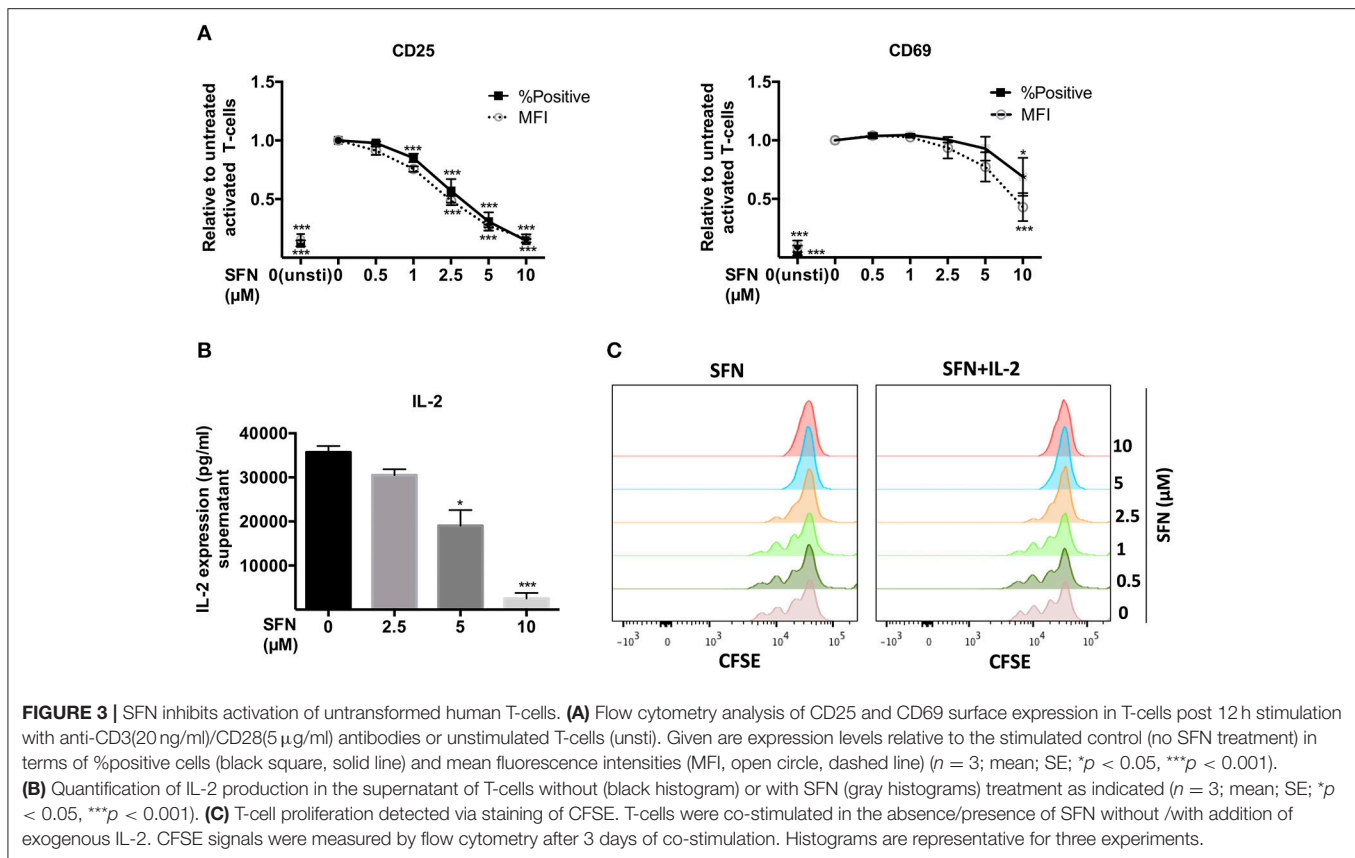 A
CD25
Relative to untreated
activated T-cells
1.5
1.0
0.5
%Positive
MFI
***
***
***
***
***
***
***
***
***
SFN
(µM)
0(unsti) 0 0.5 1 2.5 5 10
CD69
Relative to untreated
activated T-cells
1.5
1.0
0.5
%Positive
MFI
***
***
*
***
SFN
(µM)
0(unsti) 0 0.5 1 2.5 5 10
B
IL-2
IL-2 expression (pg/ml)
supernatant
40000
30000
20000
10000
*
***
SFN
(µM)
0 2.5 5 10
C
SFN
SFN+IL-2
10
5
2.5
1
0.5
0
SFN (µM)
-10³ 0 10³ 10⁴ 10⁵
CFSE
-10³ 0 10³ 10⁴ 10⁵
CFSE
FIGURE 3 | SFN inhibits activation of untransformed human T-cells. (A) Flow cytometry analysis of CD25 and CD69 surface expression in T-cells post 12 h stimulation
with anti-CD3(20 ng/ml)/CD28(5 µg/ml) antibodies or unstimulated T-cells (unsti). Given are expression levels relative to the stimulated control (no SFN treatment) in
terms of %positive cells (black square, solid line) and mean fluorescence intensities (MFI, open circle, dashed line) (n = 3; mean; SE; *p < 0.05, ***p < 0.001).
(B) Quantification of IL-2 production in the supernatant of T-cells without (black histogram) or with SFN (gray histograms) treatment as indicated (n = 3; mean; SE; *p
< 0.05, ***p < 0.001). (C) T-cell proliferation detected via staining of CFSE. T-cells were co-stimulated in the absence/presence of SFN without /with addition of
exogenous IL-2. CFSE signals were measured by flow cytometry after 3 days of co-stimulation. Histograms are representative for three experiments.